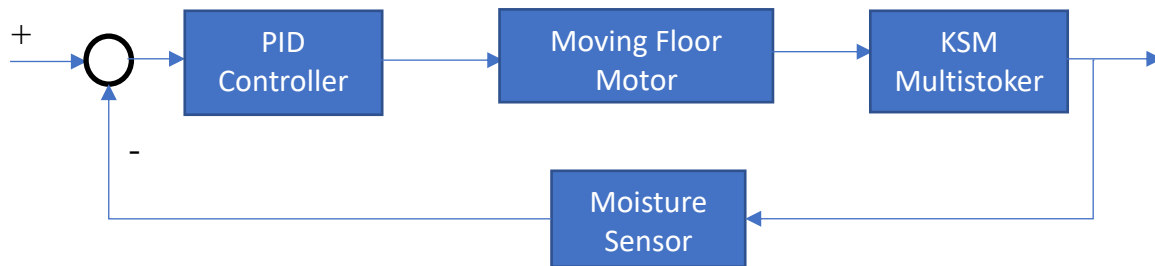 +
PID
Controller
Moving Floor
Motor
KSM
Multistoker
-
Moisture
Sensor